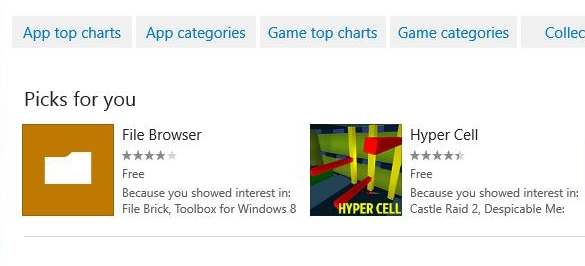 App top charts App categories Game top charts Game categories Collec
Picks for you
File Browser
Free
Because you showed interest in:
File Brick, Toolbox for Windows 8
Hyper Cell
Free
Because you showed interest in:
Castle Raid 2, Despicable Me:
HYPER CELL